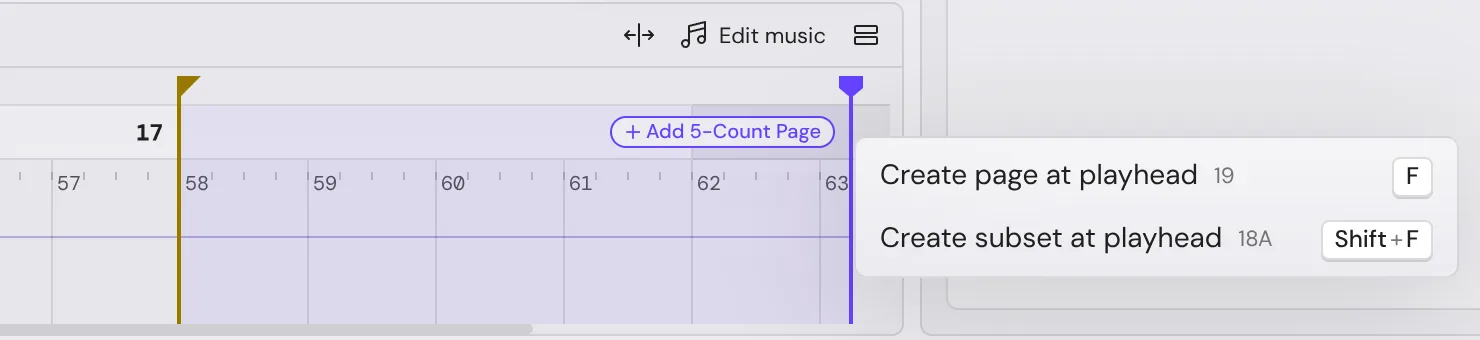 Edit music
17
+ Add 5-Count Page
57 58 59 60 61 62 63
Create page at playhead 19 F
Create subset at playhead 18A Shift+F